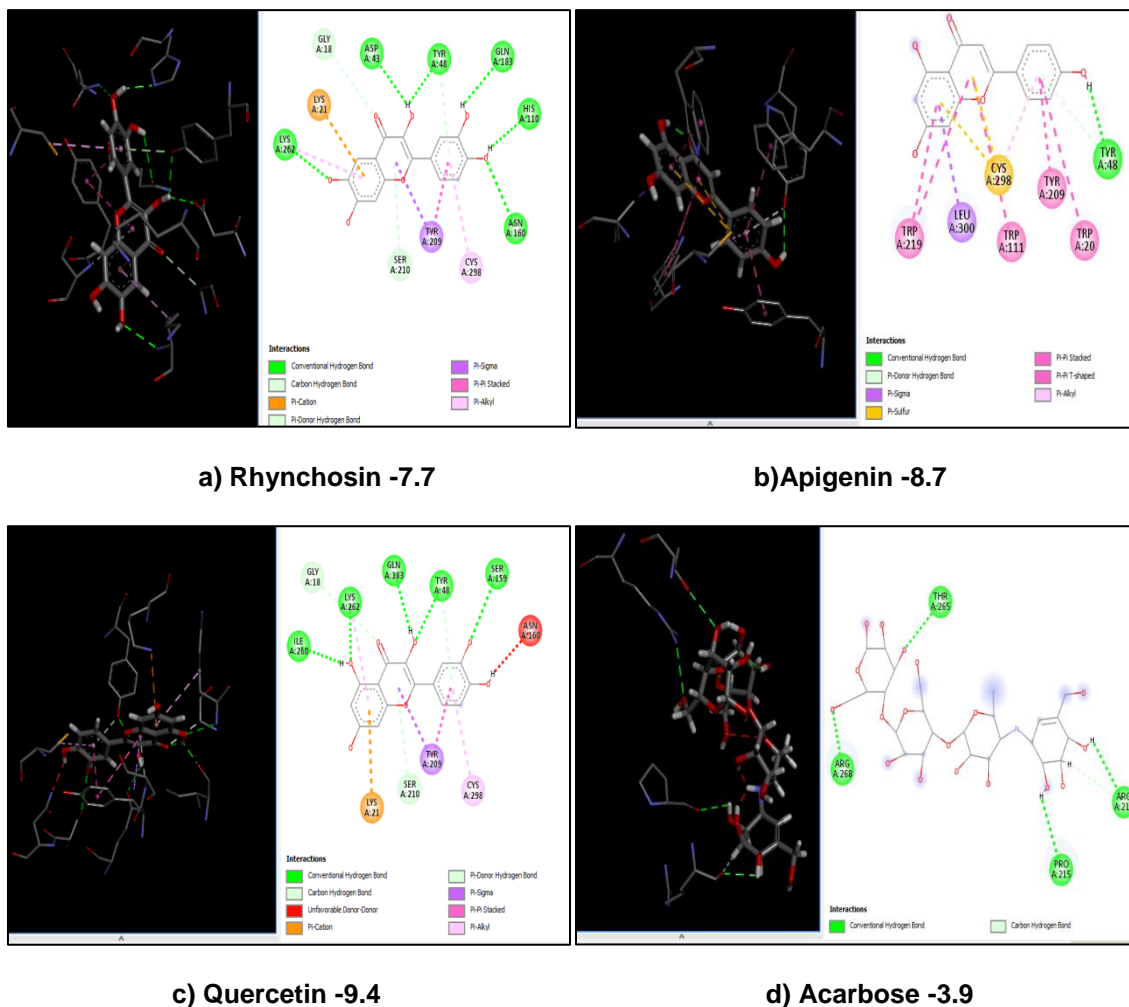 GLY
A:18
ASP
A:43
TYR
A:48
GLN
A:183
LYS
A:21
HIS
A:110
LYS
A:262
ASN
A:160
TYR
A:209
SER
A:210
CYS
A:298
Interactions
Conventional Hydrogen Bond
Carbon Hydrogen Bond
Pi-Cation
Pi-Donor Hydrogen Bond
Pi-Sigma
Pi-Pi Stacked
Pi-Alkyl
a) Rhynchosin -7.7
O
O
H
TYR
A:48
CYS
A:298
TYR
A:209
LEU
A:300
TRP
A:219
TRP
A:111
TRP
A:20
Interactions
Conventional Hydrogen Bond
Pi-Donor Hydrogen Bond
Pi-Sigma
Pi-Sulfur
Pi-Pi Stacked
Pi-Pi T-shaped
Pi-Alkyl
b)Apigenin -8.7
GLY
A:18
LYS
A:262
GLN
A:183
TYR
A:48
SER
A:159
ASN
A:160
ILE
A:260
TYR
A:209
LYS
A:21
SER
A:210
CYS
A:298
Interactions
Conventional Hydrogen Bond
Carbon Hydrogen Bond
Unfavorable Donor-Donor
Pi-Cation
Pi-Donor Hydrogen Bond
Pi-Sigma
Pi-Pi Stacked
Pi-Alkyl
c) Quercetin -9.4
THR
A:265
ARG
A:268
PRO
A:215
Interactions
Conventional Hydrogen Bond
Carbon Hydrogen Bond
d) Acarbose -3.9